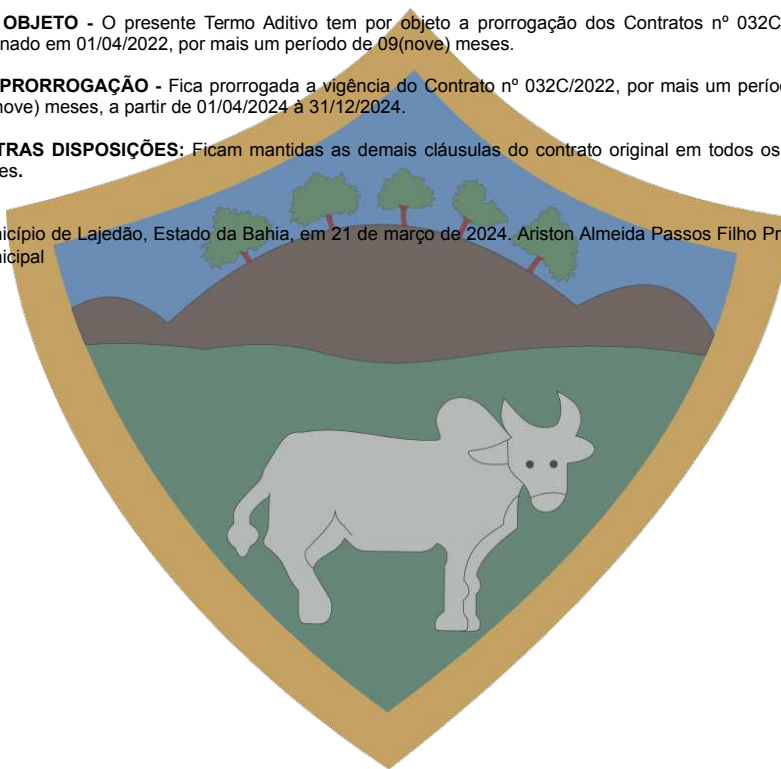 OBJETO - O presente Termo Aditivo tem por objeto a prorrogação dos Contratos nº 032C
nado em 01/04/2022, por mais um período de 09(nove) meses.
PRORROGAÇÃO - Fica prorrogada a vigência do Contrato nº 032C/2022, por mais um períod
nove) meses, a partir de 01/04/2024 à 31/12/2024.
TRAS DISPOSIÇÕES: Ficam mantidas as demais cláusulas do contrato original em todos os
es.
icípio de Lajedão, Estado da Bahia, em 21 de março de 2024. Ariston Almeida Passos Filho Pr
nicipal